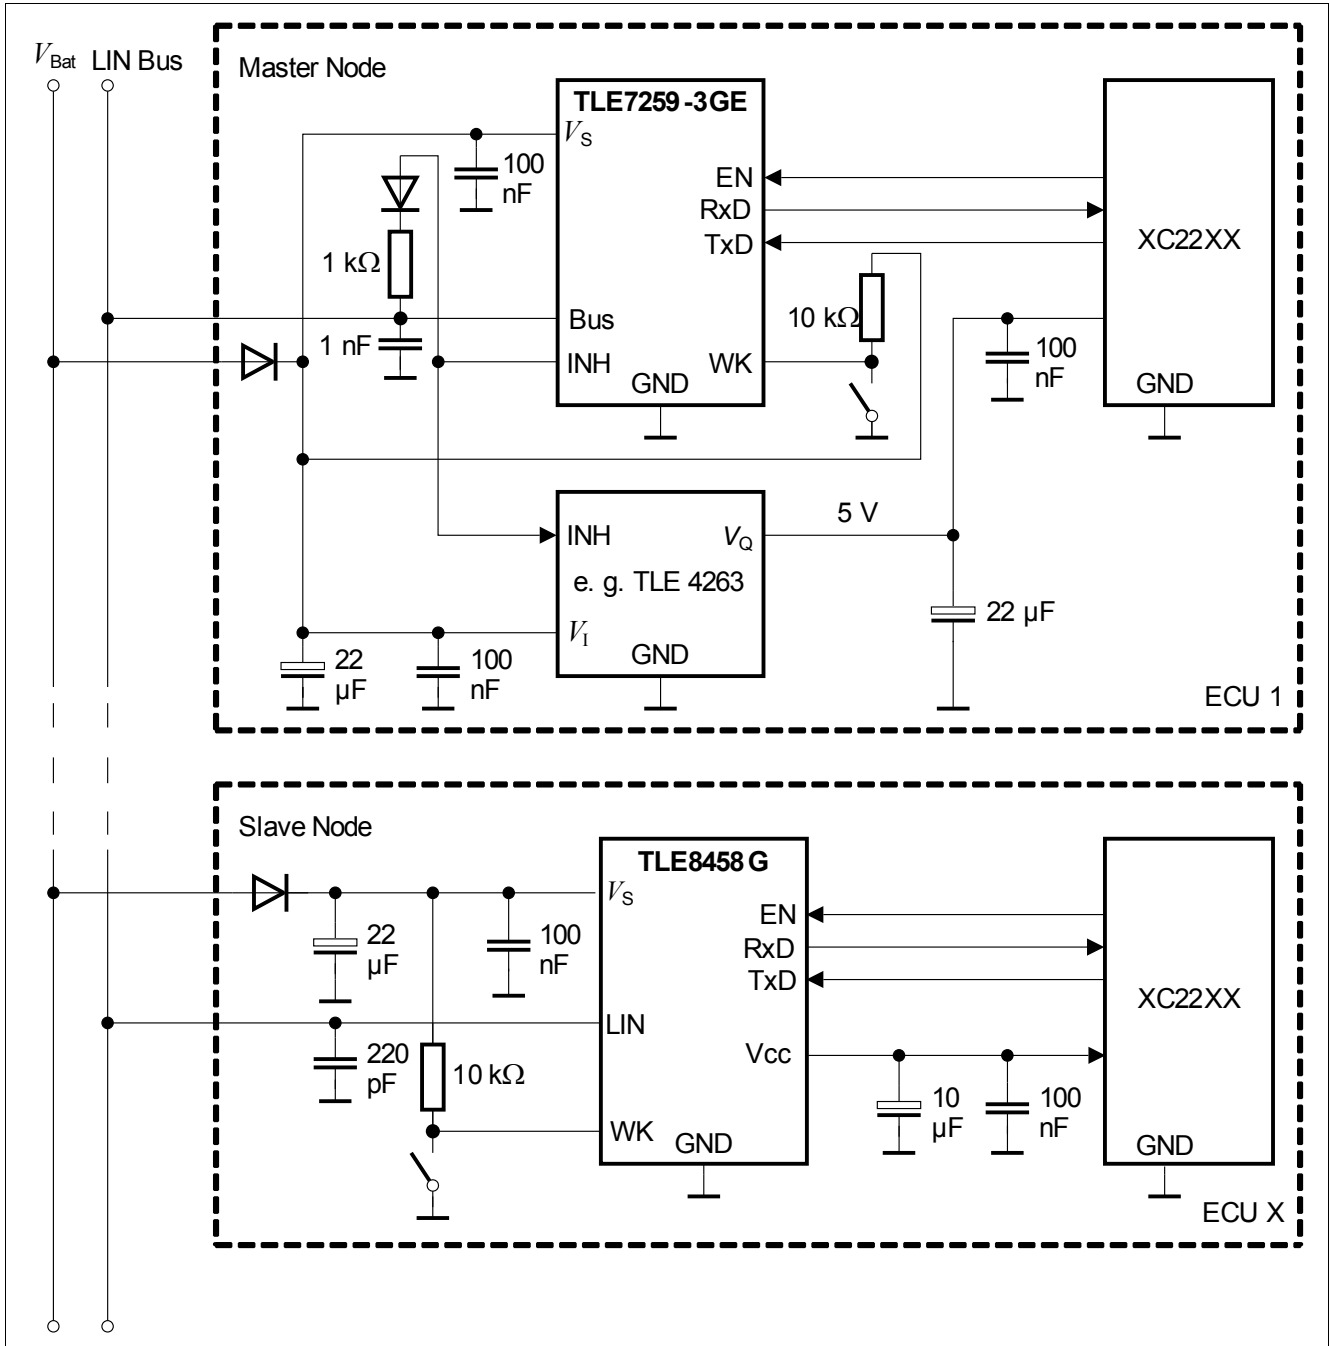 V_Bat LIN Bus
Master Node
TLE7259-3GE
V_S
100
nF
EN
RxD
TxD
XC22XX
1 kΩ
10 kΩ
Bus
1 nF
INH
WK
100
nF
GND
GND
5 V
INH
V_Q
e. g. TLE 4263
22 µF
V_I
GND
22
µF
100
nF
ECU 1
Slave Node
TLE8458 G
V_S
EN
22
µF
100
nF
RxD
TxD
XC22XX
LIN
220
pF
10 kΩ
Vcc
10
µF
100
nF
WK
GND
GND
ECU X